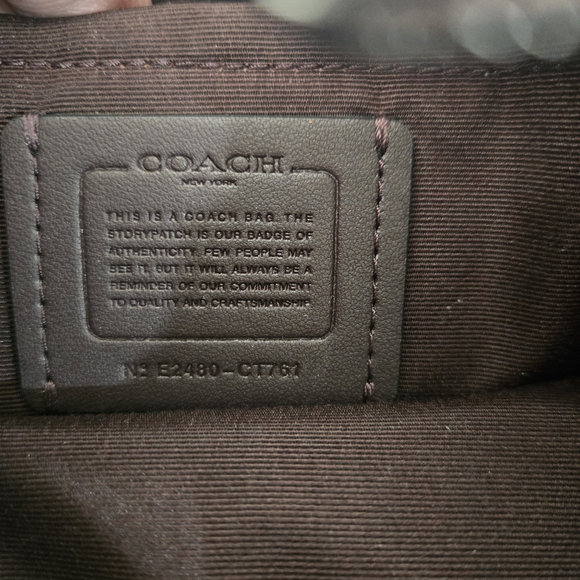 COACH
NEW YORK
THIS IS A COACH BAG. THE
STORYPATCH IS OUR BADGE OF
AUTHENTICITY. FEW PEOPLE MAY
SEE IT, BUT IT WILL ALWAYS BE A
REMINDER OF OUR COMMITMENT
TO QUALITY AND CRAFTSMANSHIP.
Nº E2480-CT767